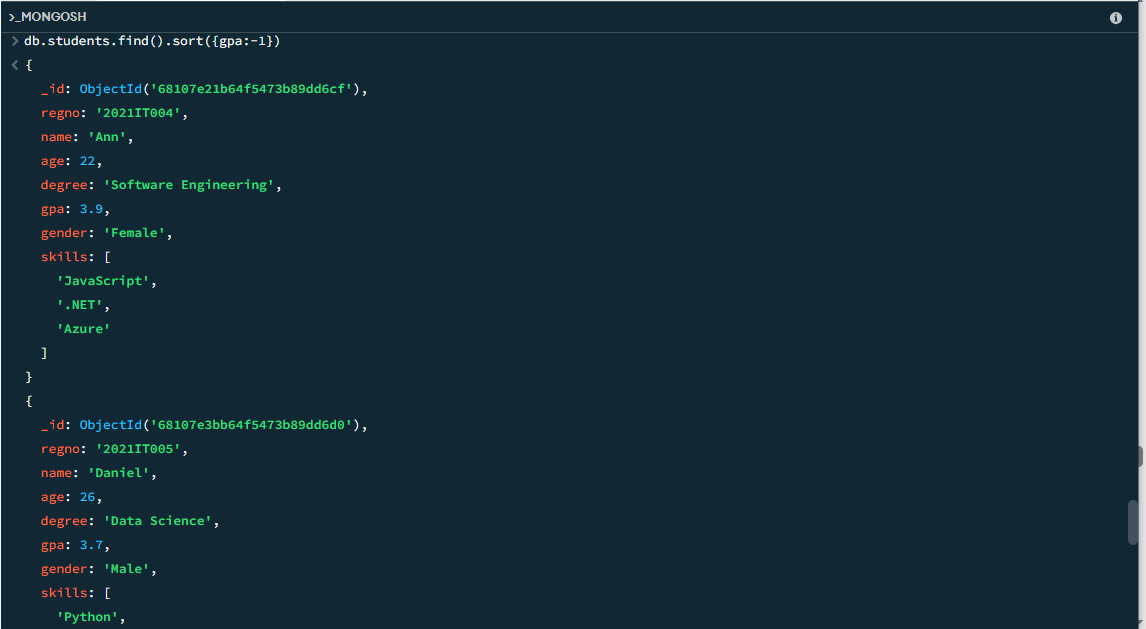 >_MONGOSH
> db.students.find().sort({gpa:-1})
< {
_id: ObjectId('68107e21b64f5473b89dd6cf'),
regno: '2021IT004',
name: 'Ann',
age: 22,
degree: 'Software Engineering',
gpa: 3.9,
gender: 'Female',
skills: [
'JavaScript',
'.NET',
'Azure'
]
}
{
_id: ObjectId('68107e3bb64f5473b89dd6d0'),
regno: '2021IT005',
name: 'Daniel',
age: 26,
degree: 'Data Science',
gpa: 3.7,
gender: 'Male',
skills: [
'Python',